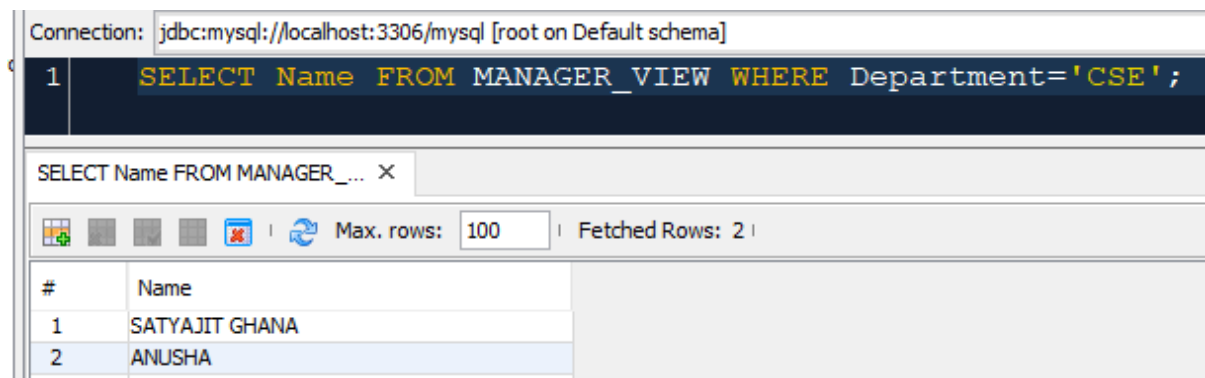 Connection: jdbc:mysql://localhost:3306/mysql [root on Default schema]
1 SELECT Name FROM MANAGER_VIEW WHERE Department='CSE';
SELECT Name FROM MANAGER_... ×
Max. rows: 100 Fetched Rows: 2
# Name
1 SATYAJIT GHANA
2 ANUSHA